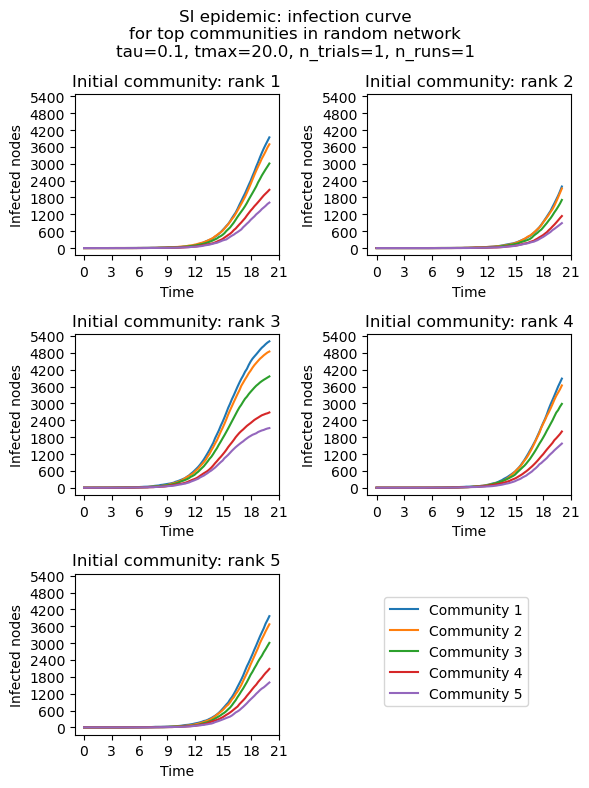 SI epidemic: infection curve
for top communities in random network
tau=0.1, tmax=20.0, n_trials=1, n_runs=1
Initial community: rank 1
Infected nodes
5400
4800
4200
3600
3000
2400
1800
1200
600
0
0 3 6 9 12 15 18 21
Time
Initial community: rank 2
Infected nodes
5400
4800
4200
3600
3000
2400
1800
1200
600
0
0 3 6 9 12 15 18 21
Time
Initial community: rank 3
Infected nodes
5400
4800
4200
3600
3000
2400
1800
1200
600
0
0 3 6 9 12 15 18 21
Time
Initial community: rank 4
Infected nodes
5400
4800
4200
3600
3000
2400
1800
1200
600
0
0 3 6 9 12 15 18 21
Time
Initial community: rank 5
Infected nodes
5400
4800
4200
3600
3000
2400
1800
1200
600
0
0 3 6 9 12 15 18 21
Time
Community 1
Community 2
Community 3
Community 4
Community 5